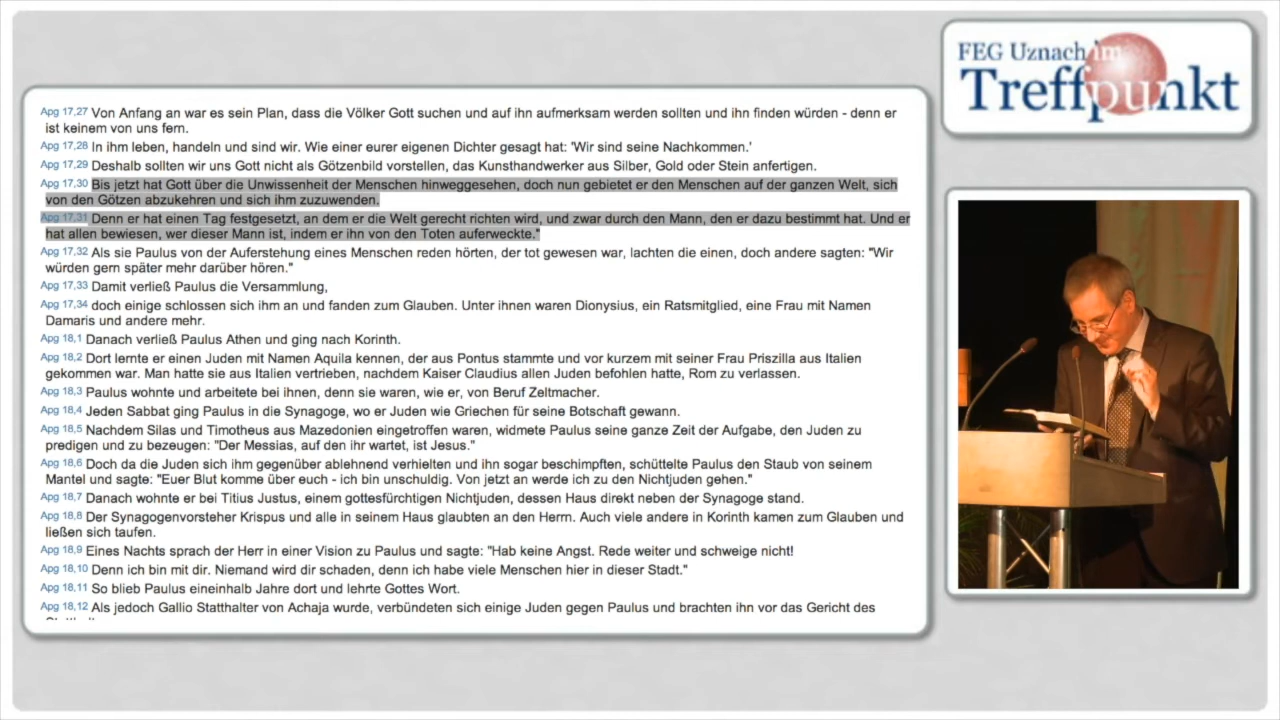 FEG Uznach im
Treffpunkt
Apg 17,27 Von Anfang an war es sein Plan, dass die Völker Gott suchen und auf ihn aufmerksam werden sollten und ihn finden würden - denn er
ist keinem von uns fern.
Apg 17,28 In ihm leben, handeln und sind wir. Wie einer eurer eigenen Dichter gesagt hat: 'Wir sind seine Nachkommen.'
Apg 17,29 Deshalb sollten wir uns Gott nicht als Götzenbild vorstellen, das Kunsthandwerker aus Silber, Gold oder Stein anfertigen.
Apg 17,30 Bis jetzt hat Gott über die Unwissenheit der Menschen hinweggesehen, doch nun gebietet er den Menschen auf der ganzen Welt, sich
von den Götzen abzukehren und sich ihm zuzuwenden.
Apg 17,31 Denn er hat einen Tag festgesetzt, an dem er die Welt gerecht richten wird, und zwar durch den Mann, den er dazu bestimmt hat. Und er
hat allen bewiesen, wer dieser Mann ist, indem er ihn von den Toten auferweckte."
Apg 17,32 Als sie Paulus von der Auferstehung eines Menschen reden hörten, der tot gewesen war, lachten die einen, doch andere sagten: "Wir
würden gern später mehr darüber hören."
Apg 17,33 Damit verließ Paulus die Versammlung,
Apg 17,34 doch einige schlossen sich ihm an und fanden zum Glauben. Unter ihnen waren Dionysius, ein Ratsmitglied, eine Frau mit Namen
Damaris und andere mehr.
Apg 18,1 Danach verließ Paulus Athen und ging nach Korinth.
Apg 18,2 Dort lernte er einen Juden mit Namen Aquila kennen, der aus Pontus stammte und vor kurzem mit seiner Frau Priszilla aus Italien
gekommen war. Man hatte sie aus Italien vertrieben, nachdem Kaiser Claudius allen Juden befohlen hatte, Rom zu verlassen.
Apg 18,3 Paulus wohnte und arbeitete bei ihnen, denn sie waren, wie er, von Beruf Zeltmacher.
Apg 18,4 Jeden Sabbat ging Paulus in die Synagoge, wo er Juden wie Griechen für seine Botschaft gewann.
Apg 18,5 Nachdem Silas und Timotheus aus Mazedonien eingetroffen waren, widmete Paulus seine ganze Zeit der Aufgabe, den Juden zu
predigen und zu bezeugen: "Der Messias, auf den ihr wartet, ist Jesus."
Apg 18,6 Doch da die Juden sich ihm gegenüber ablehnend verhielten und ihn sogar beschimpften, schüttelte Paulus den Staub von seinem
Mantel und sagte: "Euer Blut komme über euch - ich bin unschuldig. Von jetzt an werde ich zu den Nichtjuden gehen."
Apg 18,7 Danach wohnte er bei Titius Justus, einem gottesfürchtigen Nichtjuden, dessen Haus direkt neben der Synagoge stand.
Apg 18,8 Der Synagogenvorsteher Krispus und alle in seinem Haus glaubten an den Herrn. Auch viele andere in Korinth kamen zum Glauben und
ließen sich taufen.
Apg 18,9 Eines Nachts sprach der Herr in einer Vision zu Paulus und sagte: "Hab keine Angst. Rede weiter und schweige nicht!
Apg 18,10 Denn ich bin mit dir. Niemand wird dir schaden, denn ich habe viele Menschen hier in dieser Stadt."
Apg 18,11 So blieb Paulus eineinhalb Jahre dort und lehrte Gottes Wort.
Apg 18,12 Als jedoch Gallio Statthalter von Achaja wurde, verbündeten sich einige Juden gegen Paulus und brachten ihn vor das Gericht des